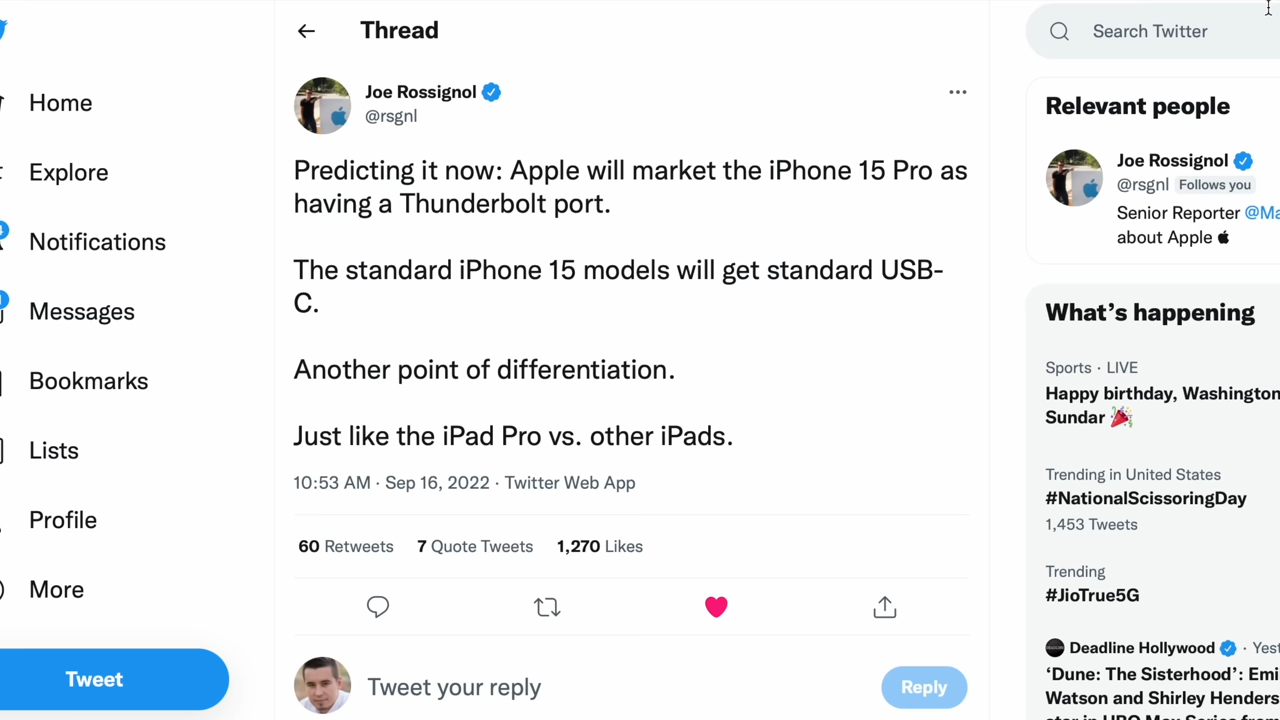 Thread
Search Twitter
Home
Explore
Notifications
Messages
Bookmarks
Lists
Profile
More
Tweet
Joe Rossignol
@rsgnl
Predicting it now: Apple will market the iPhone 15 Pro as
having a Thunderbolt port.
The standard iPhone 15 models will get standard USB-
C.
Another point of differentiation.
Just like the iPad Pro vs. other iPads.
10:53 AM · Sep 16, 2022 · Twitter Web App
60 Retweets 7 Quote Tweets 1,270 Likes
Tweet your reply
Reply
Relevant people
Joe Rossignol
@rsgnl Follows you
Senior Reporter @Ma
about Apple
What's happening
Sports · LIVE
Happy birthday, Washington
Sundar
Trending in United States
#NationalScissoringDay
1,453 Tweets
Trending
#JioTrue5G
Deadline Hollywood · Yest
‘Dune: The Sisterhood’: Emi
Watson and Shirley Henders